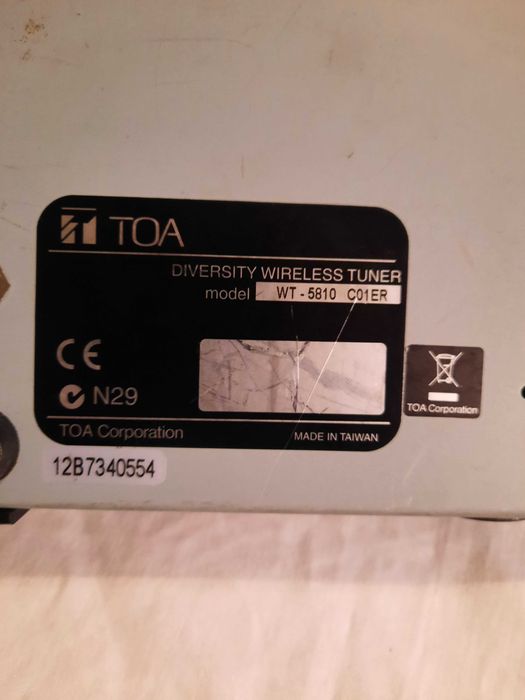 TOA
DIVERSITY WIRELESS TUNER
model WT - 5810 C01ER
CE
N29
TOA Corporation
MADE IN TAIWAN
TOA Corporation
12B7340554